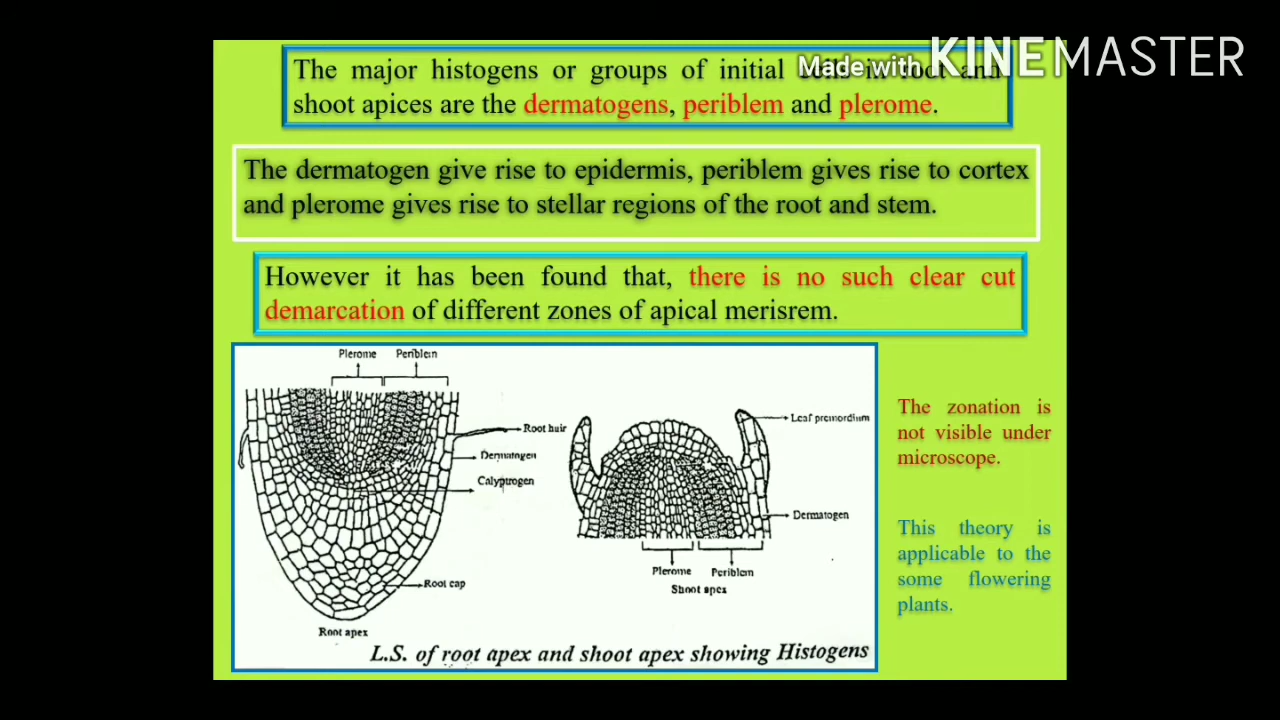 Made with KINEMASTER
The major histogens or groups of initial cells in root and
shoot apices are the dermatogens, periblem and plerome.
The dermatogen give rise to epidermis, periblem gives rise to cortex
and plerome gives rise to stellar regions of the root and stem.
However it has been found that, there is no such clear cut
demarcation of different zones of apical merisrem.
Plerome Periblem
Root hair
Dermatogen
Calyptrogen
Root cap
Root apex
Leaf premordium
Dermatogen
Plerome Periblem
Shoot apex
L.S. of root apex and shoot apex showing Histogens
The zonation is
not visible under
microscope.
This theory is
applicable to the
some flowering
plants.